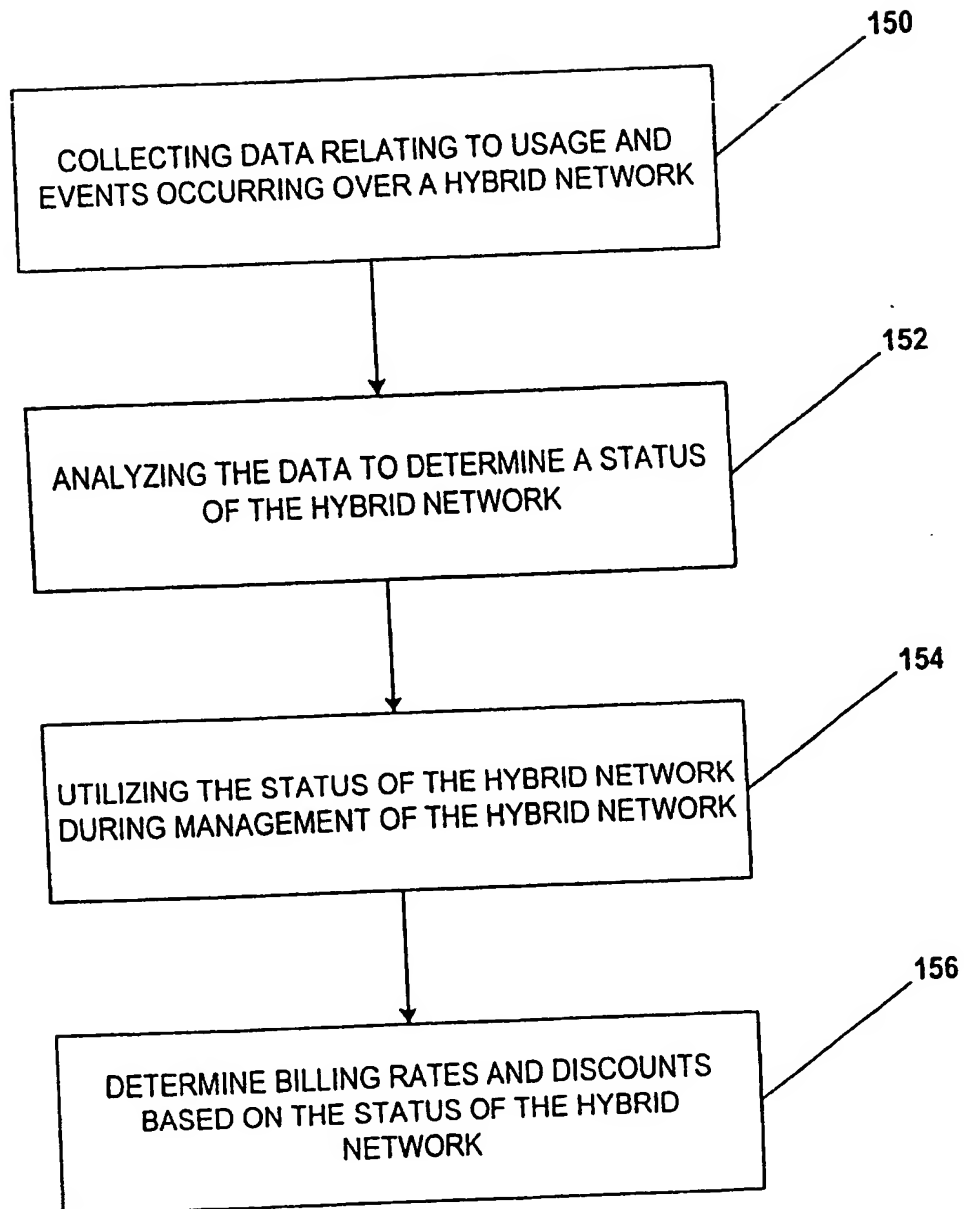 150
COLLECTING DATA RELATING TO USAGE AND
EVENTS OCCURRING OVER A HYBRID NETWORK
152
ANALYZING THE DATA TO DETERMINE A STATUS
OF THE HYBRID NETWORK
154
UTILIZING THE STATUS OF THE HYBRID NETWORK
DURING MANAGEMENT OF THE HYBRID NETWORK
156
DETERMINE BILLING RATES AND DISCOUNTS
BASED ON THE STATUS OF THE HYBRID
NETWORK